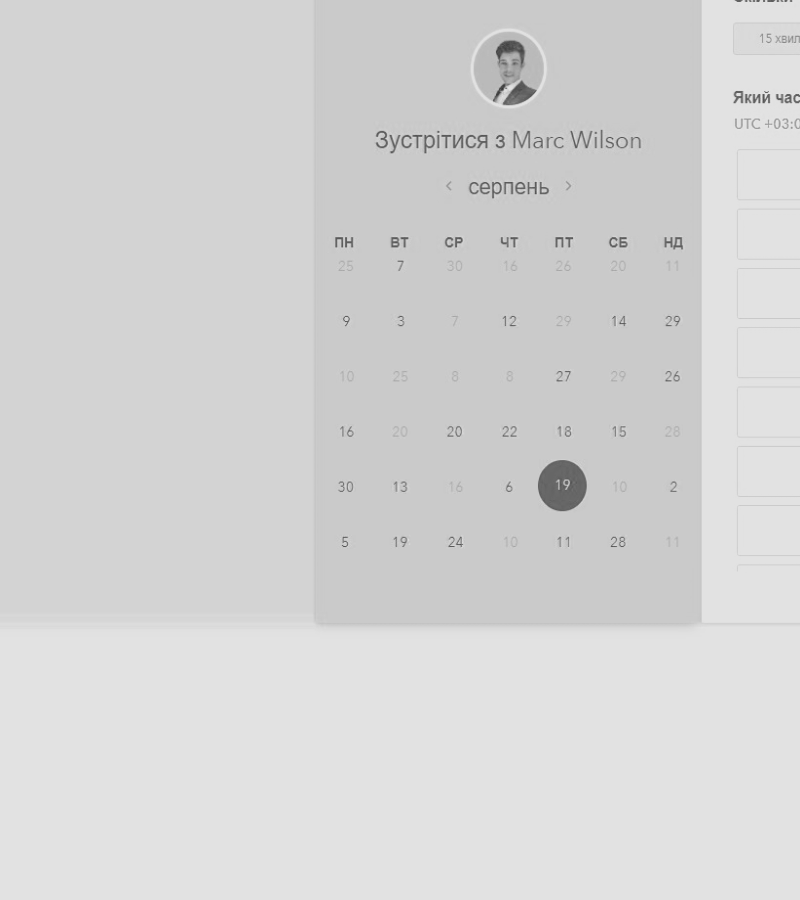 Зустрітися з Marc Wilson
серпень
ПН ВТ СР ЧТ ПТ СБ НД
25 7 30 16 26 20 11
9 3 7 12 29 14 29
10 25 8 8 27 29 26
16 20 20 22 18 15 28
30 13 16 6 19 10 2
5 19 24 10 11 28 11
15 хвил
Який час
UTC +03:0